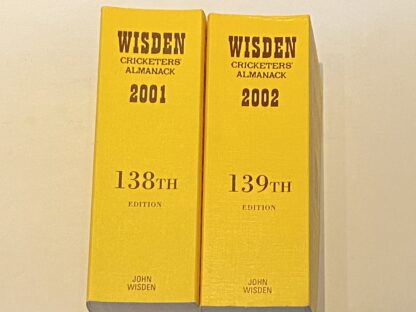 WISDEN
CRICKETERS'
ALMANACK
2001
138TH
EDITION
JOHN
WISDEN
WISDEN
CRICKETERS'
ALMANACK
2002
139TH
EDITION
JOHN
WISDEN